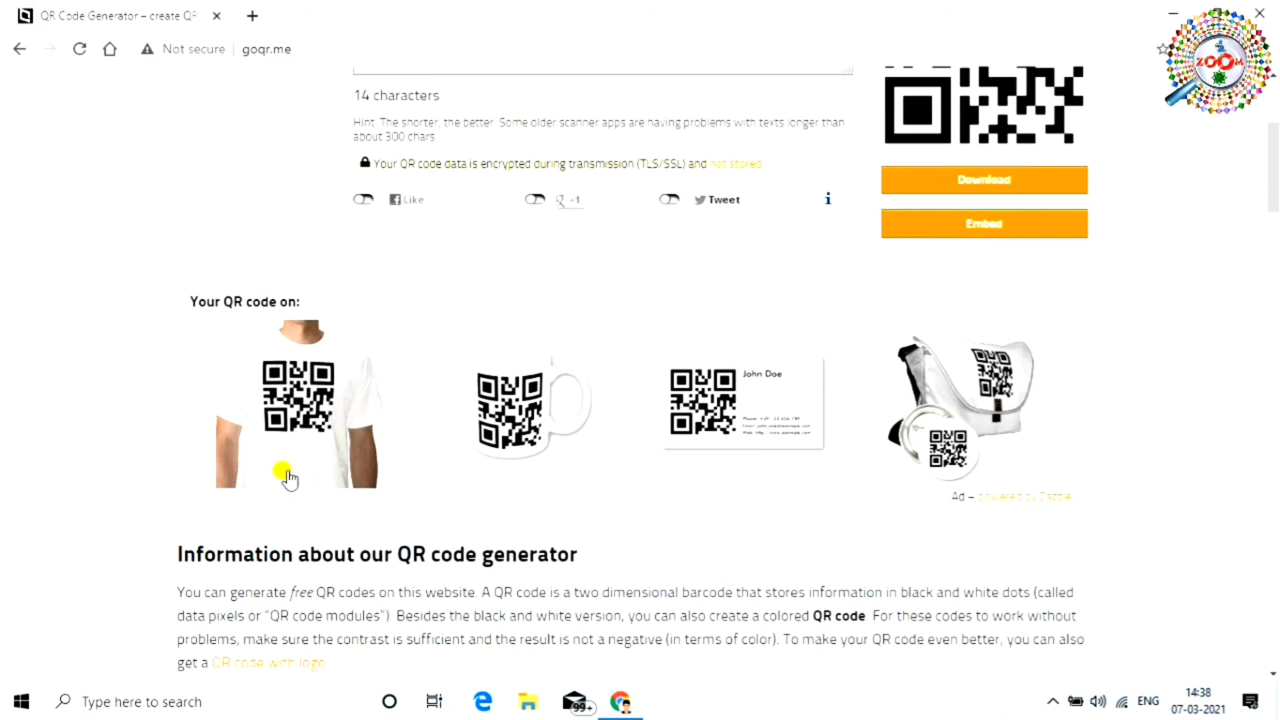 QR Code Generator – create QR
Not secure goqr.me
ZOOM
14 characters
Hint: The shorter, the better. Some older scanner apps are having problems with texts longer than
about 300 chars
Your QR code data is encrypted during transmission (TLS/SSL) and not stored.
Like
+1
Tweet
Download
Embed
Your QR code on:
John Doe
Ad – powered by Zazzle
Information about our QR code generator
You can generate free QR codes on this website. A QR code is a two dimensional barcode that stores information in black and white dots (called
data pixels or "QR code modules") Besides the black and white version, you can also create a colored QR code For these codes to work without
problems, make sure the contrast is sufficient and the result is not a negative (in terms of color). To make your QR code even better, you can also
get a QR code with logo
Type here to search
99+
ENG
14:38
07-03-2021